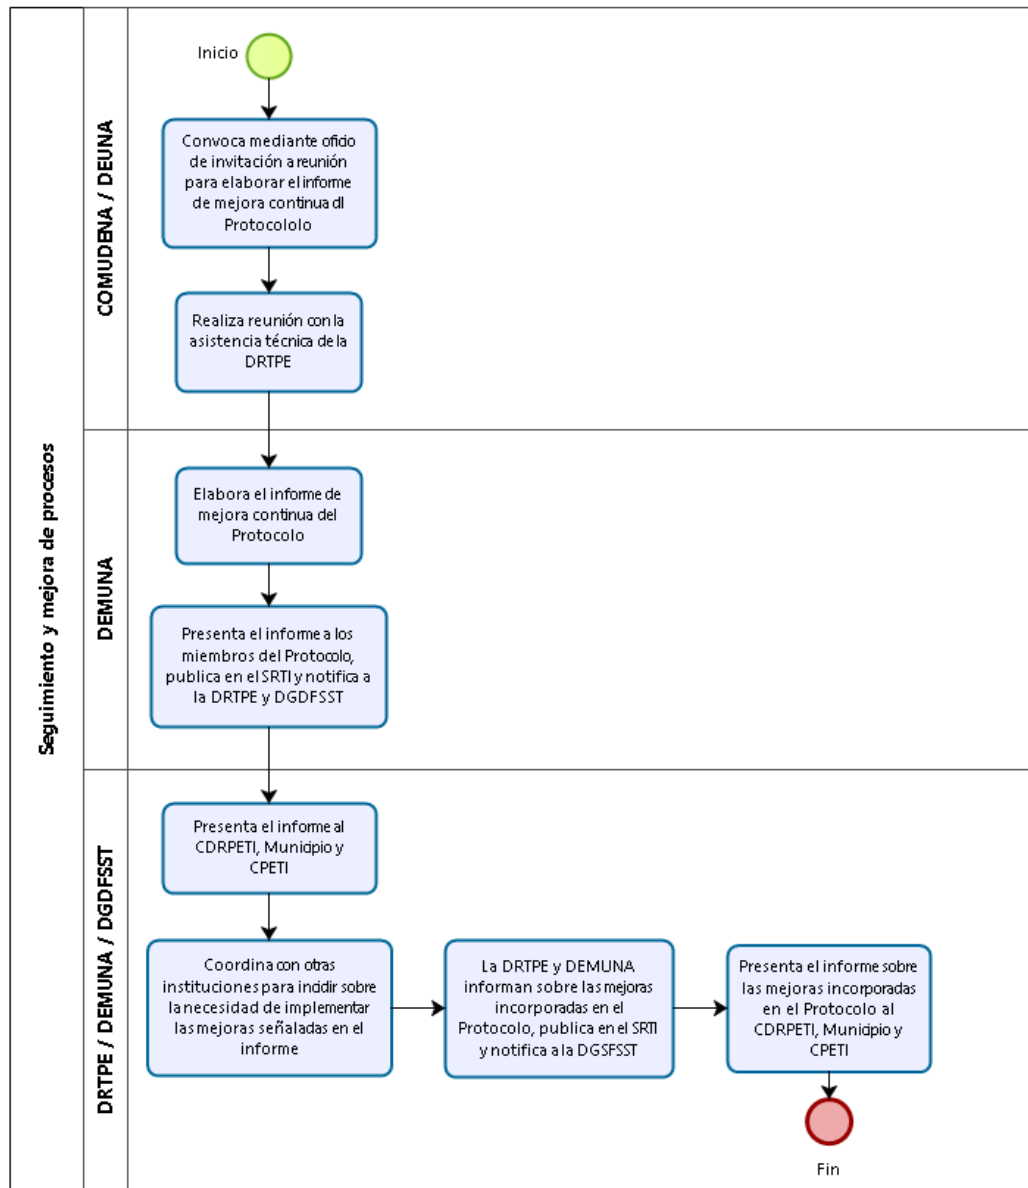 Seguimiento y mejora de procesos
COMUDENA / DEUNA
Inicio
Convoca mediante oficio
de invitación a reunión
para elaborar el informe
de mejora continua dl
Protocololo
Realiza reunión con la
asistencia técnica de la
DRTPE
DEMUNA
Elabora el informe de
mejora continua del
Protocolo
Presenta el informe a los
miembros del Protocolo,
publica en el SRTI y notifica a
la DRTPE y DGDFSST
DRTPE / DEMUNA / DGDFSST
Presenta el informe al
CDRPETI, Municipio y
CPETI
Coordina con otras
instituciones para incidir sobre
la necesidad de implementar
las mejoras señaladas en el
informe
La DRTPE y DEMUNA
informan sobre las mejoras
incorporadas en el
Protocolo, publica en el SRTI
y notifica a la DGSFSST
Presenta el informe sobre
las mejoras incorporadas
en el Protocolo al
CDRPETI, Municipio y
CPETI
Fin